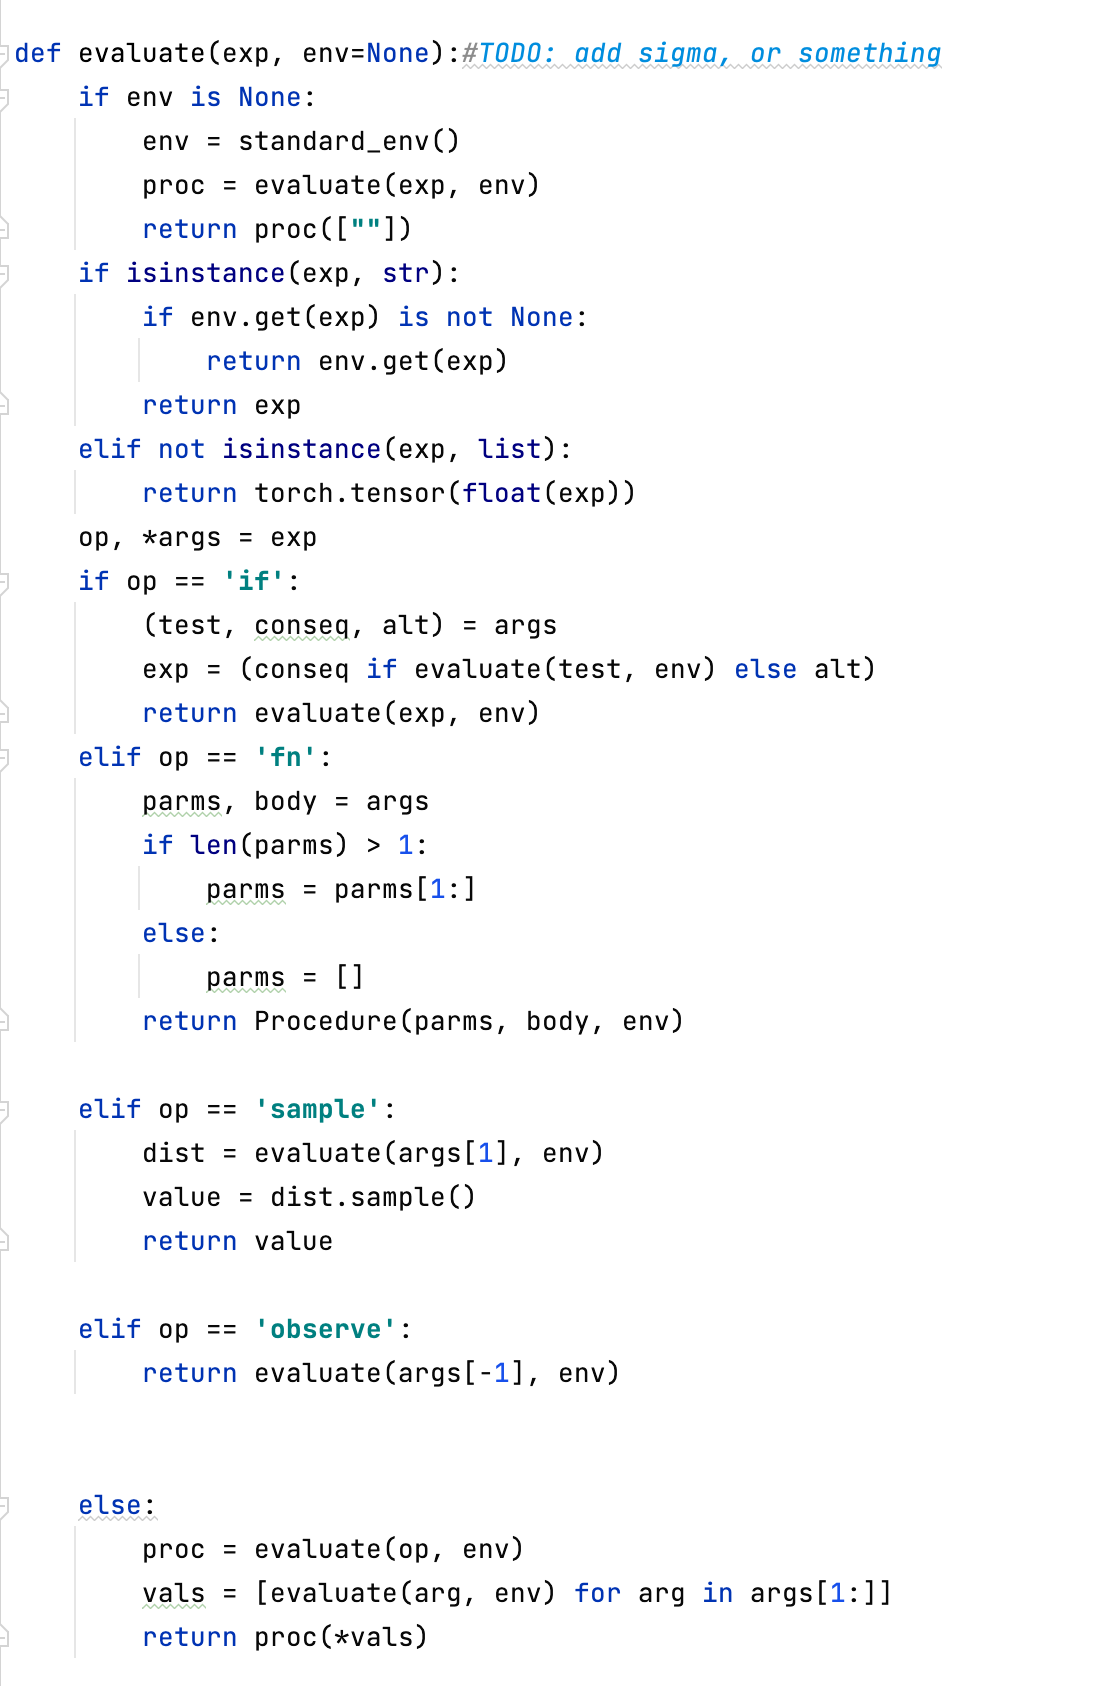 def evaluate(exp, env=None):#TODO: add sigma, or something
    if env is None:
        env = standard_env()
        proc = evaluate(exp, env)
        return proc([""])
    if isinstance(exp, str):
        if env.get(exp) is not None:
            return env.get(exp)
        return exp
    elif not isinstance(exp, list):
        return torch.tensor(float(exp))
    op, *args = exp
    if op == 'if':
        (test, conseq, alt) = args
        exp = (conseq if evaluate(test, env) else alt)
        return evaluate(exp, env)
    elif op == 'fn':
        parms, body = args
        if len(parms) > 1:
            parms = parms[1:]
        else:
            parms = []
        return Procedure(parms, body, env)

    elif op == 'sample':
        dist = evaluate(args[1], env)
        value = dist.sample()
        return value

    elif op == 'observe':
        return evaluate(args[-1], env)


    else:
        proc = evaluate(op, env)
        vals = [evaluate(arg, env) for arg in args[1:]]
        return proc(*vals)